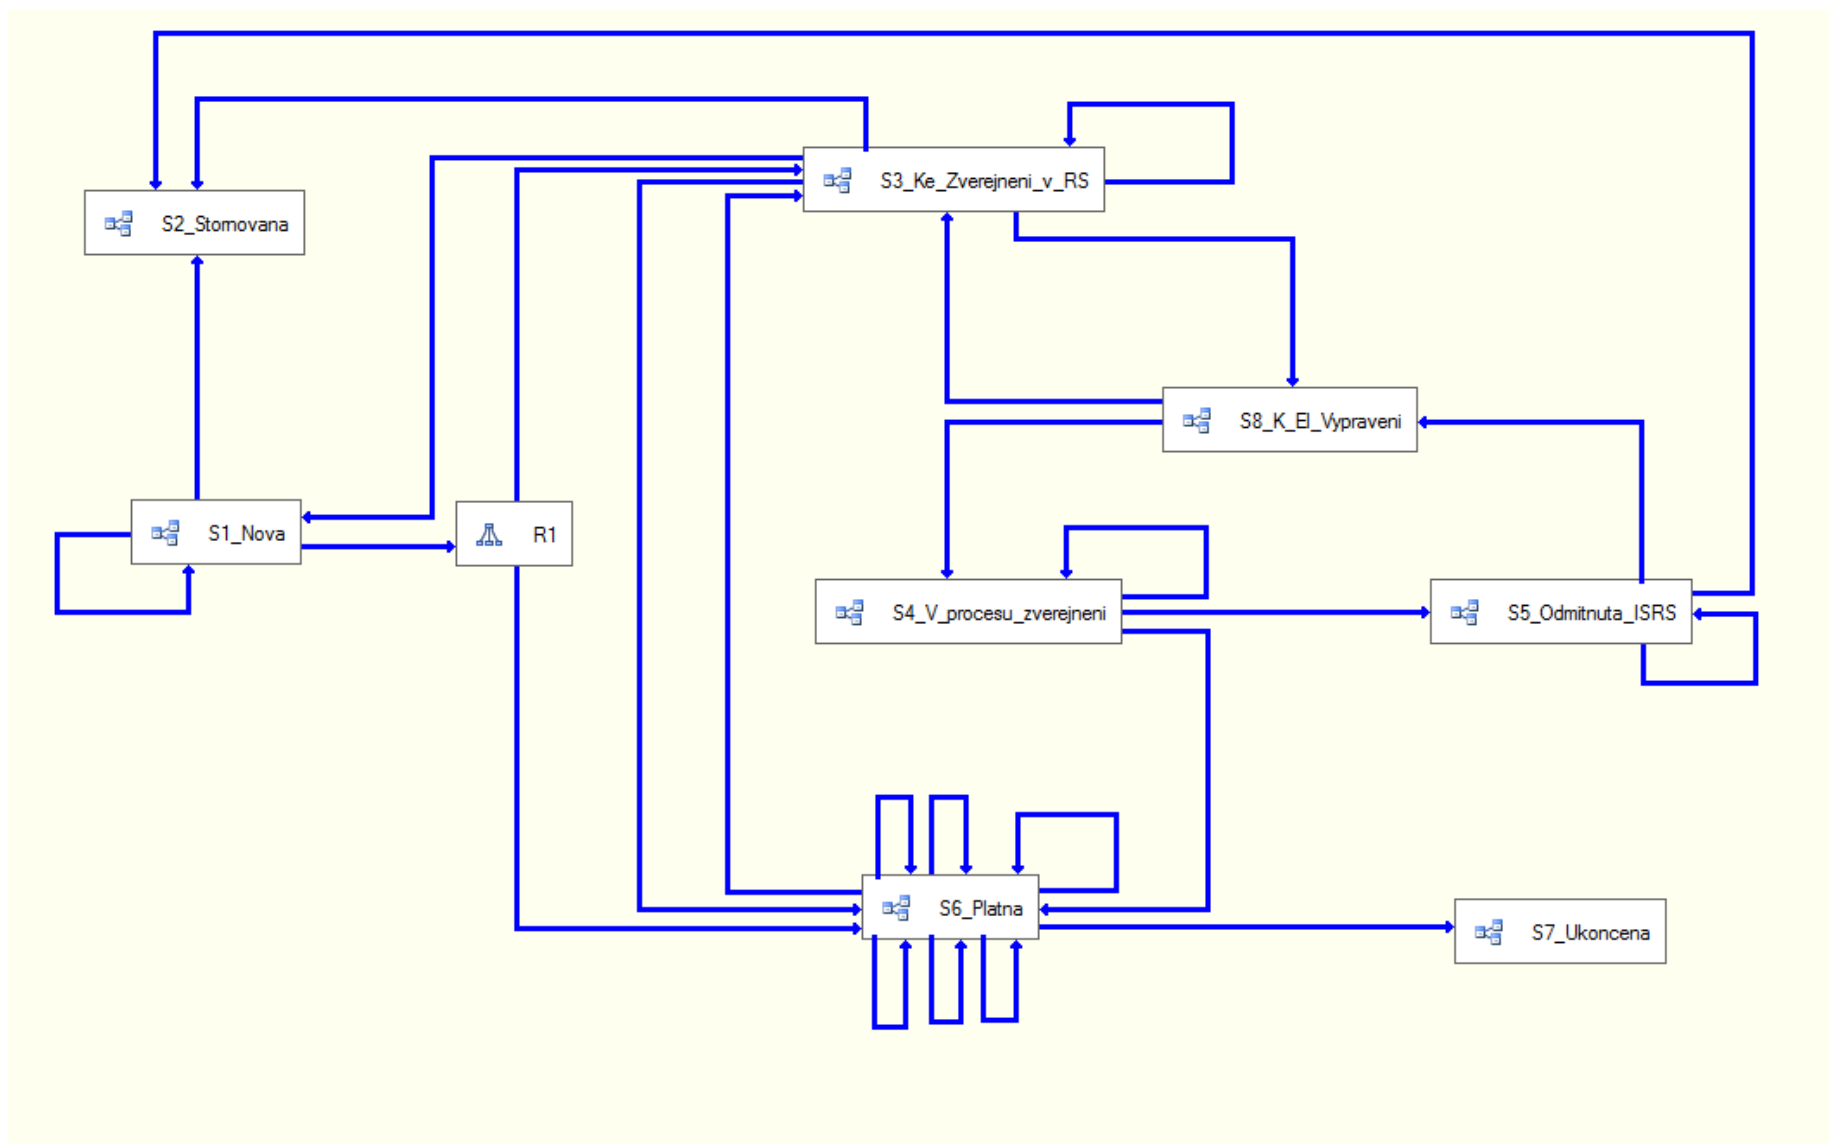 S3_Ke_Zverejneni_v_RS
S2_Stornovana
S8_K_El_Vypraveni
S1_Nova
R1
S4_V_procesu_zverejneni
S5_Odmitnuta_ISRS
S6_Platna
S7_Ukoncena